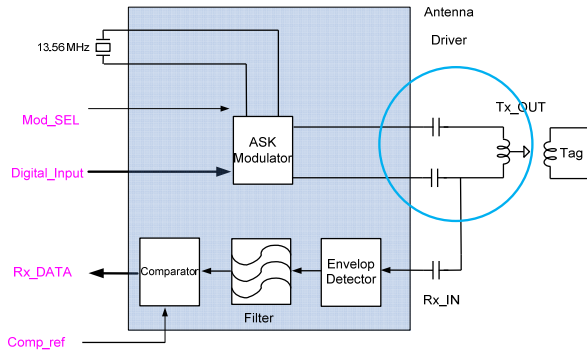 Antenna
Driver
13.56MHz
Mod_SEL
Tx_OUT
ASK
Modulator
Tag
Digital_Input
Rx_DATA
Comparator
Envelop
Detector
Rx_IN
Filter
Comp_ref